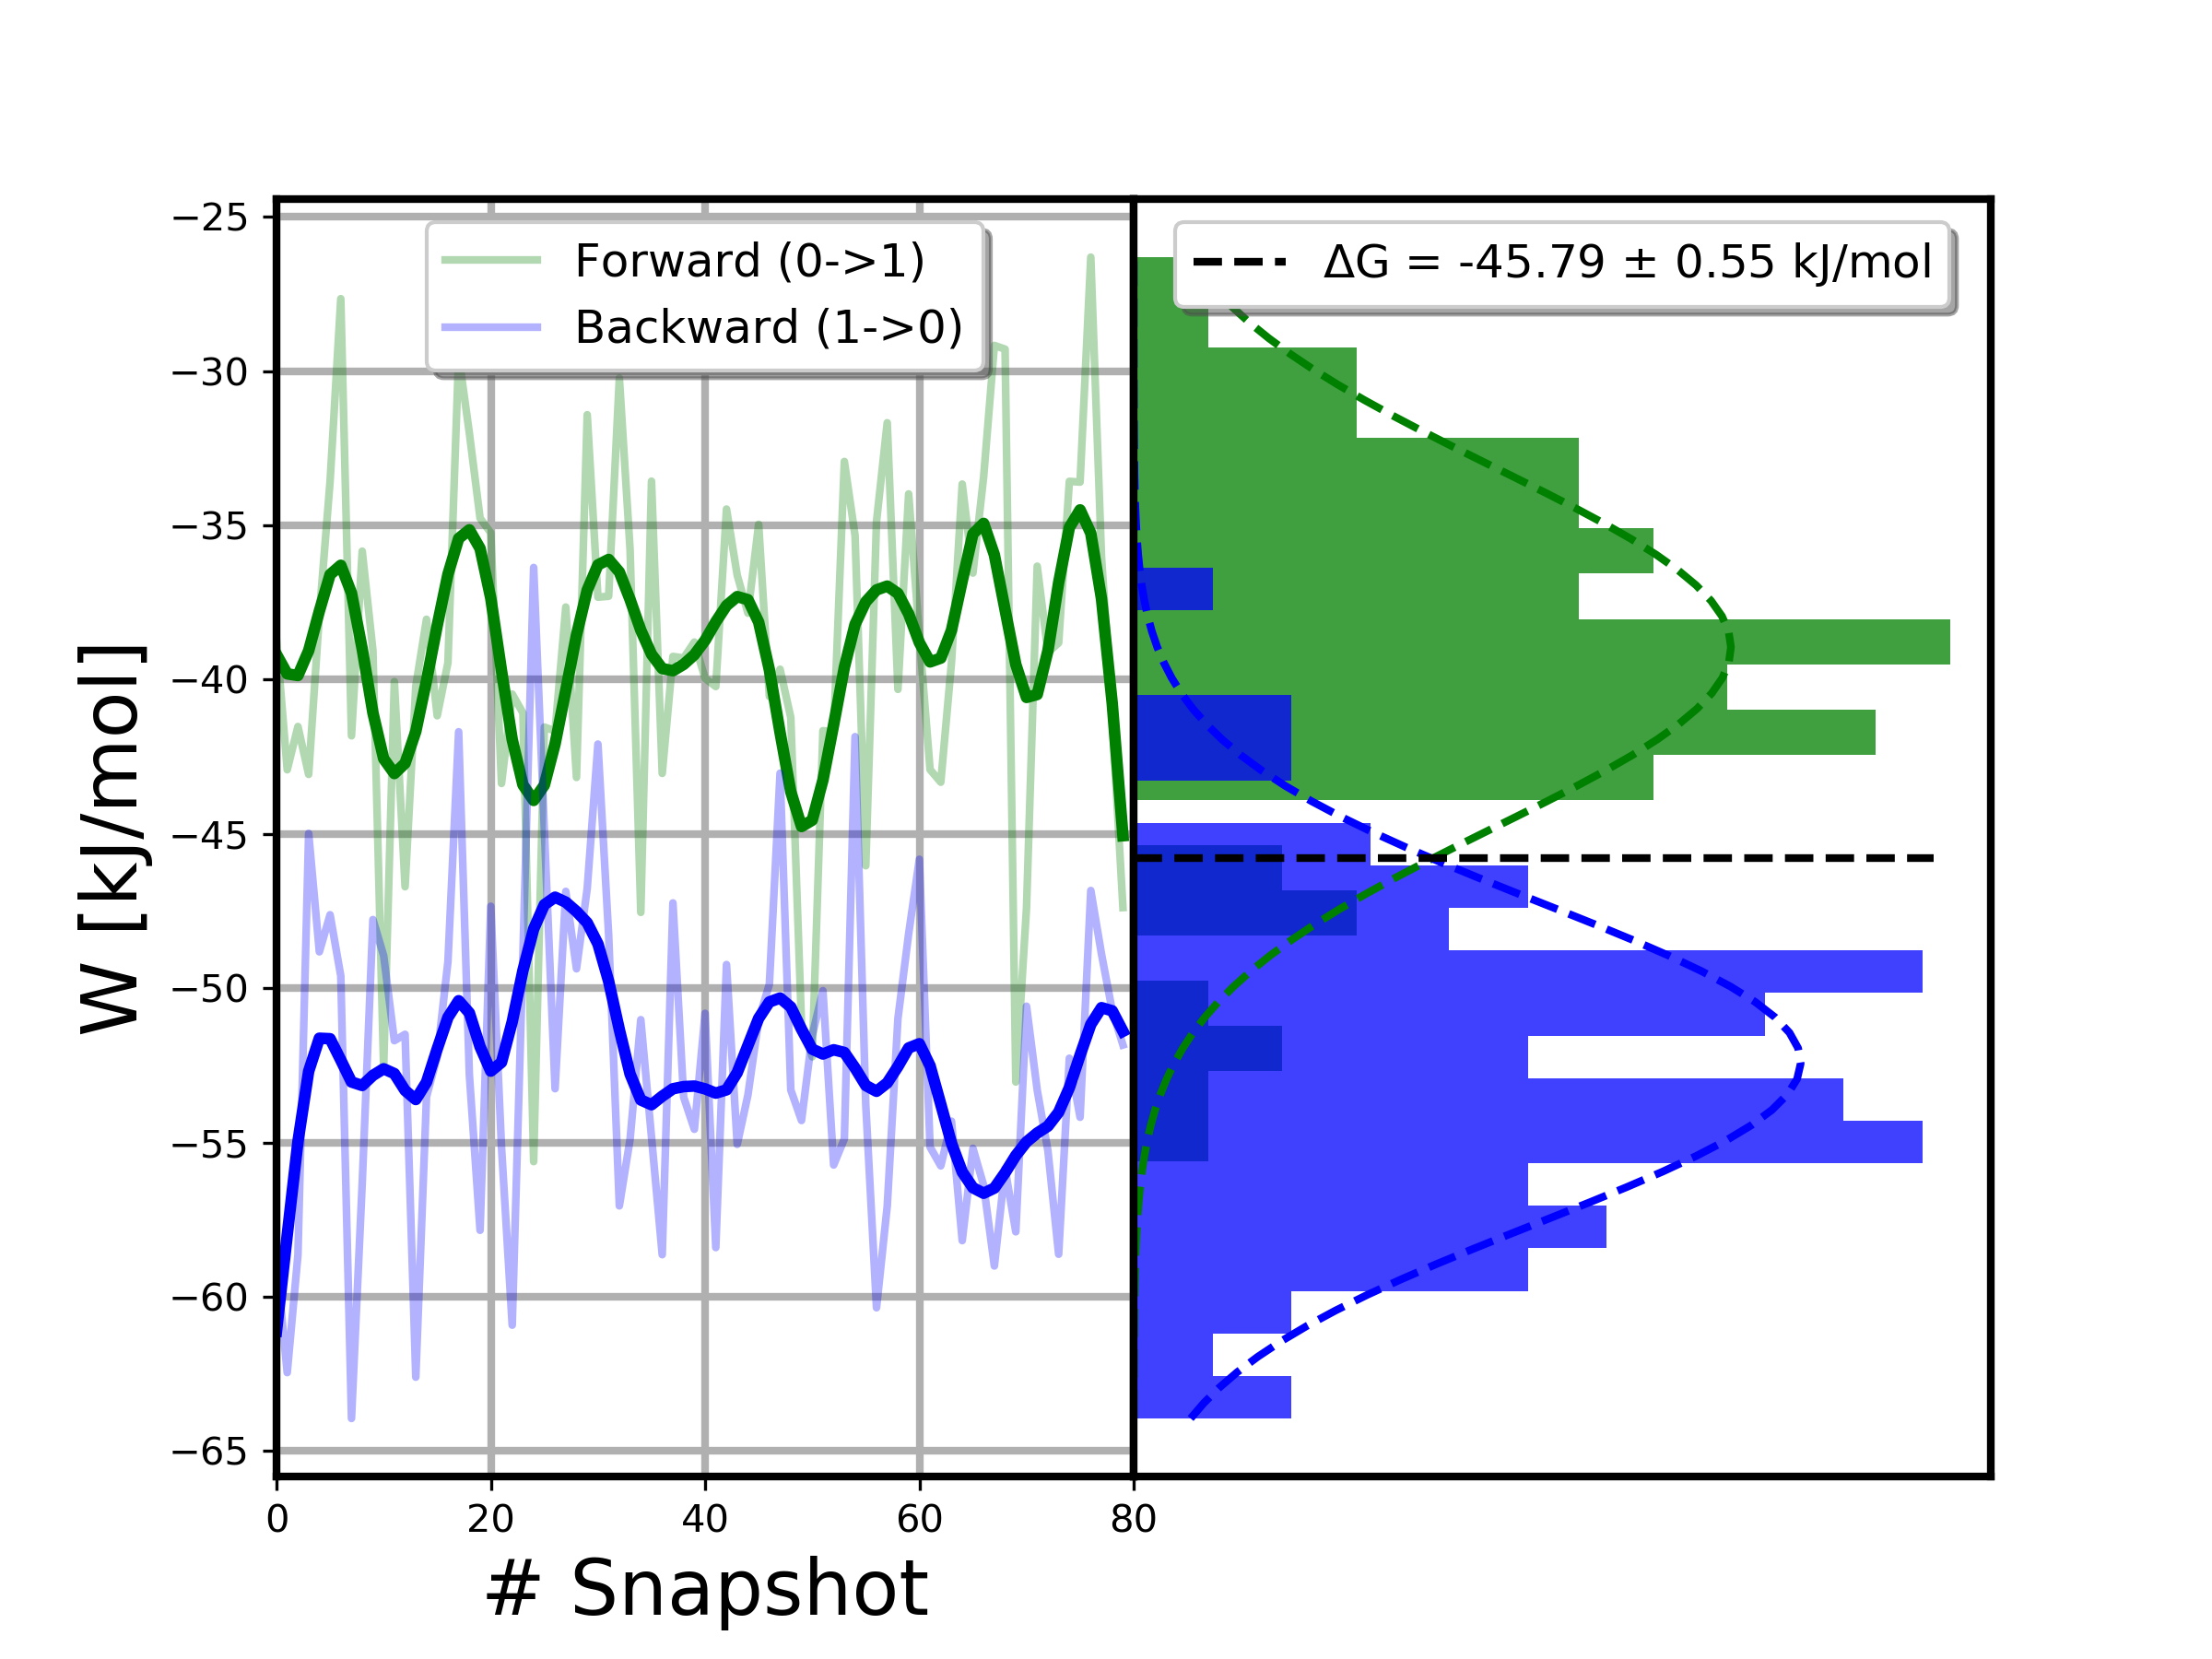 W [kJ/mol]
−25
−30
−35
−40
−45
−50
−55
−60
−65
Forward (0->1)
Backward (1->0)
ΔG = -45.79 ± 0.55 kJ/mol
0 20 40 60 80
# Snapshot